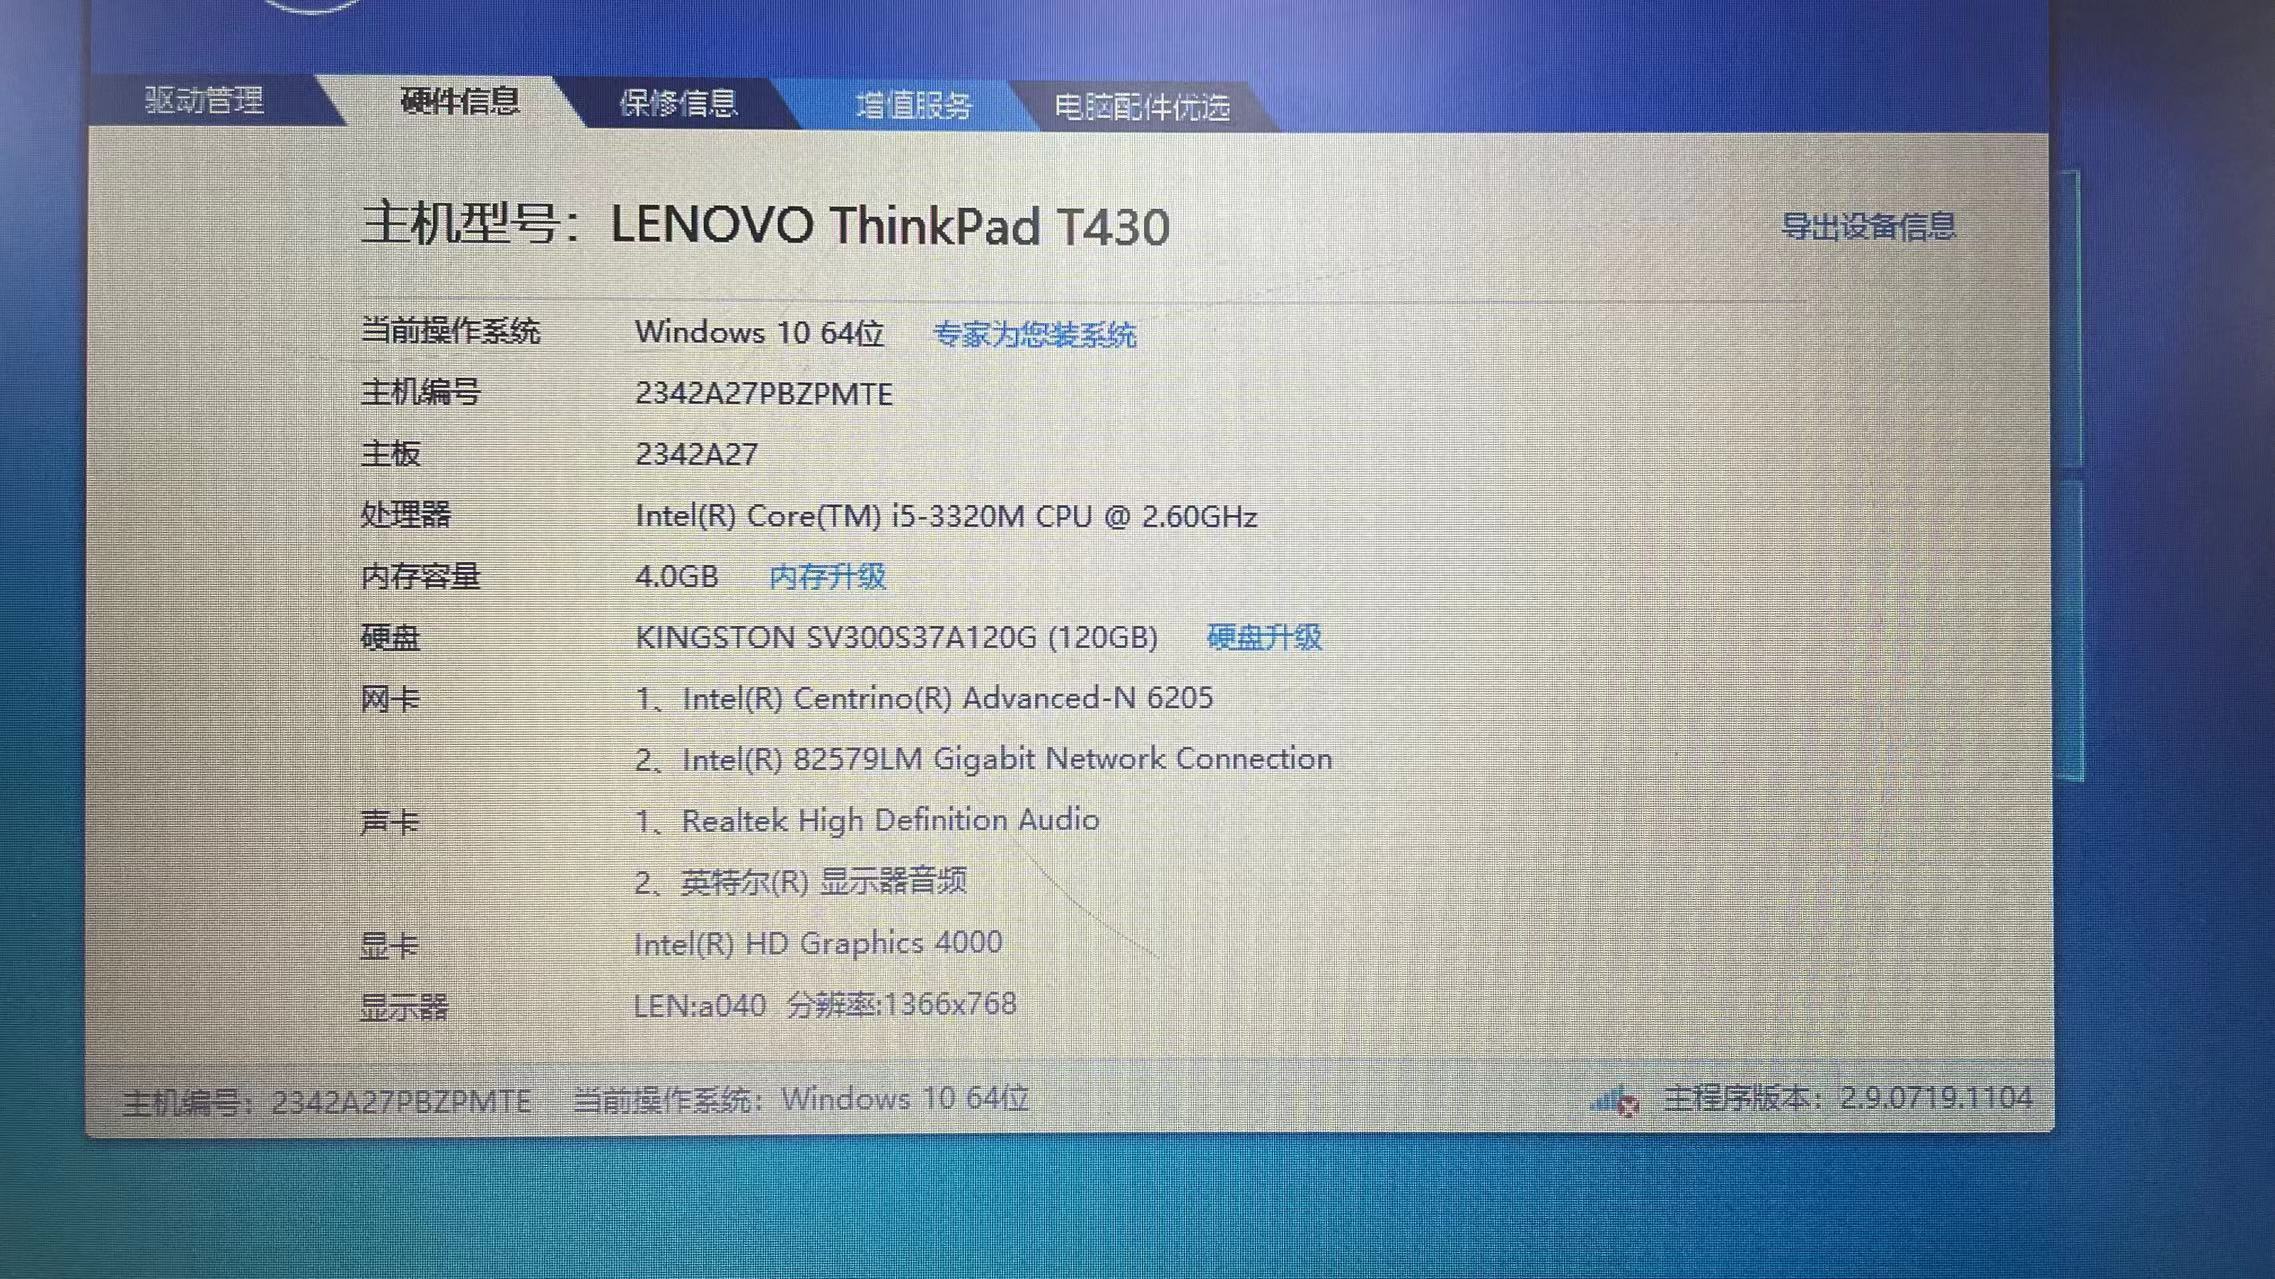 驱动管理 硬件信息 保修信息 增值服务 电脑配件优选
主机型号：LENOVO ThinkPad T430 导出设备信息
当前操作系统 Windows 10 64位 专家为您装系统
主机编号 2342A27PBZPMTE
主板 2342A27
处理器 Intel(R) Core(TM) i5-3320M CPU @ 2.60GHz
内存容量 4.0GB 内存升级
硬盘 KINGSTON SV300S37A120G (120GB) 硬盘升级
网卡 1、Intel(R) Centrino(R) Advanced-N 6205
2、Intel(R) 82579LM Gigabit Network Connection
声卡 1、Realtek High Definition Audio
2、英特尔(R) 显示器音频
显卡 Intel(R) HD Graphics 4000
显示器 LEN:a040 分辨率:1366x768
主机编号：2342A27PBZPMTE 当前操作系统：Windows 10 64位 主程序版本：2.9.0719.1104